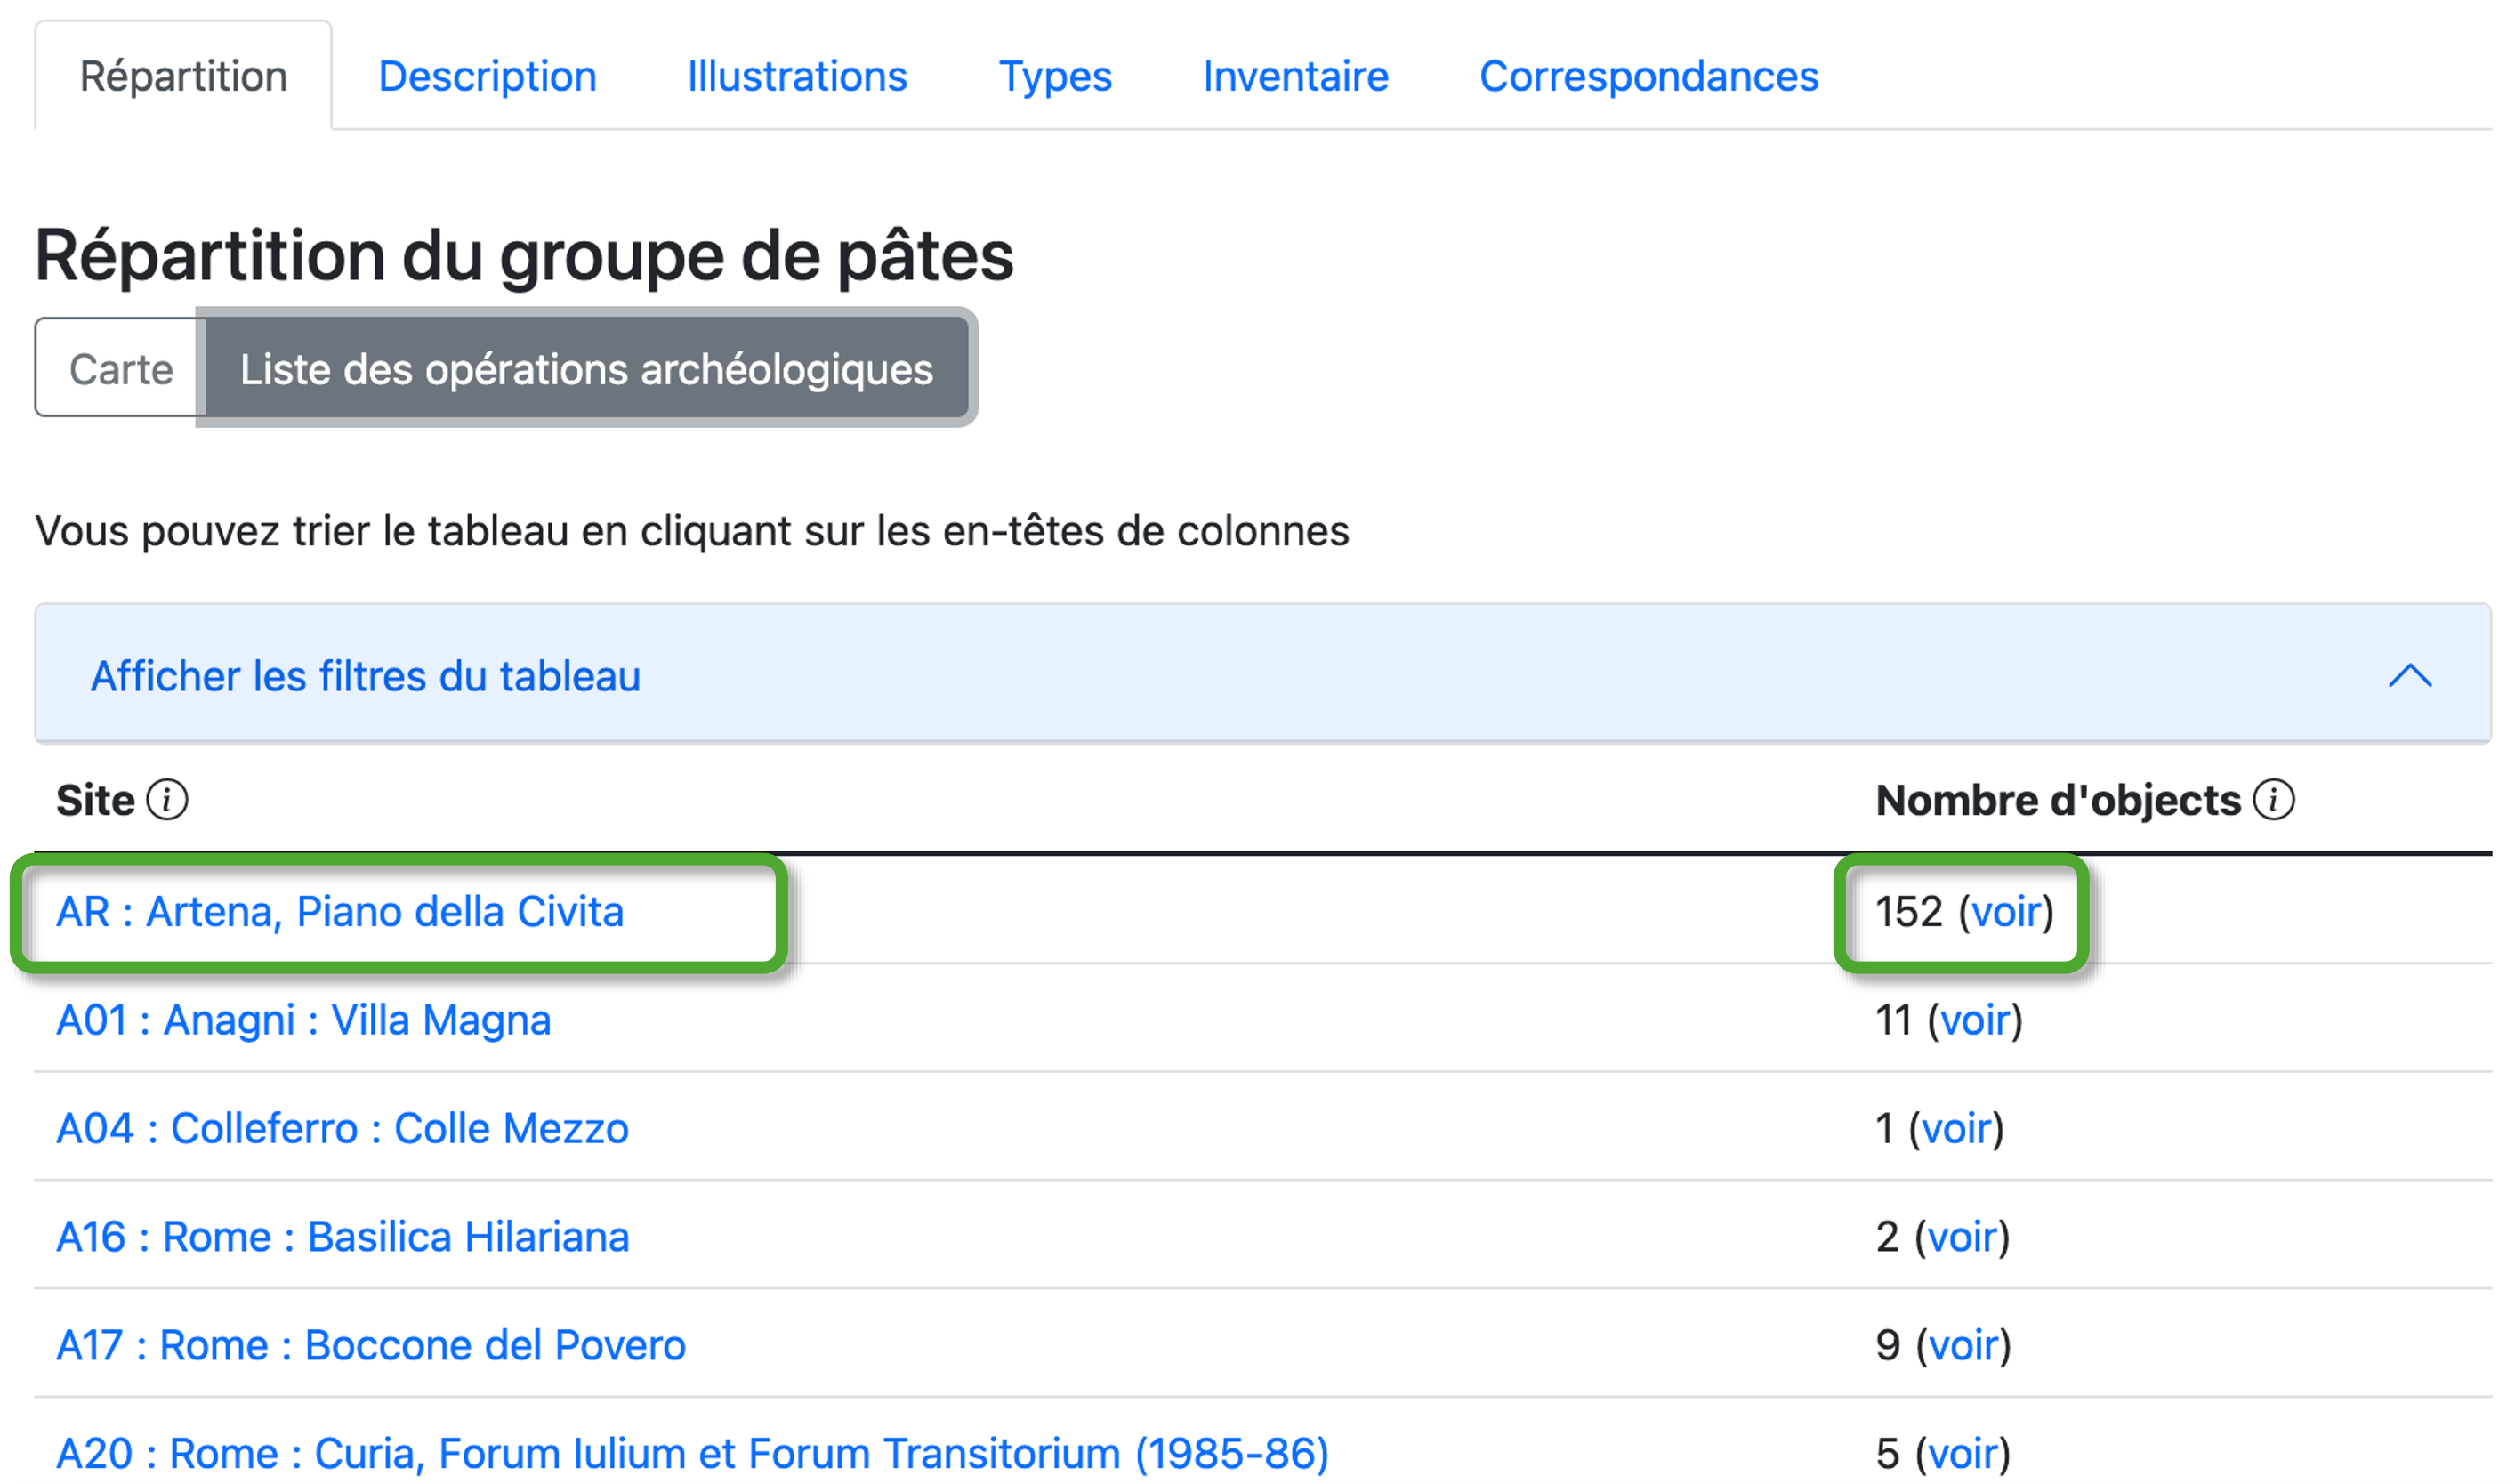 Répartition Description Illustrations Types Inventaire Correspondances
Répartition du groupe de pâtes
Carte Liste des opérations archéologiques
Vous pouvez trier le tableau en cliquant sur les en-têtes de colonnes
Afficher les filtres du tableau
Site i Nombre d'objects i
AR : Artena, Piano della Civita 152 (voir)
A01 : Anagni : Villa Magna 11 (voir)
A04 : Colleferro : Colle Mezzo 1 (voir)
A16 : Rome : Basilica Hilariana 2 (voir)
A17 : Rome : Boccone del Povero 9 (voir)
A20 : Rome : Curia, Forum Iulium et Forum Transitorium (1985-86) 5 (voir)